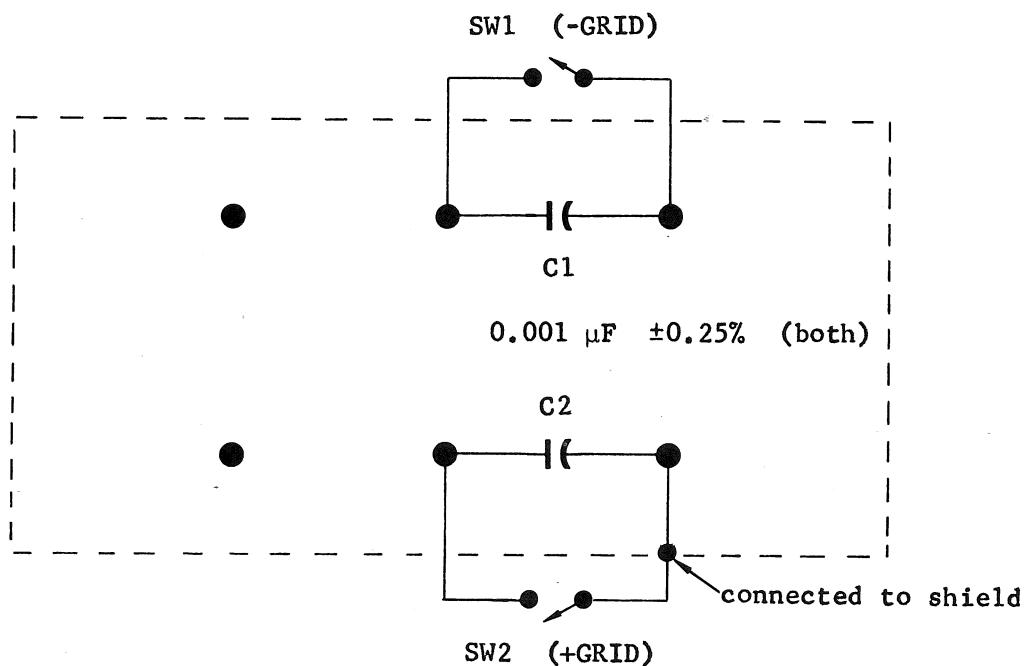 SW1 (-GRID)
C1
0.001 μF ±0.25% (both)
C2
connected to shield
SW2 (+GRID)